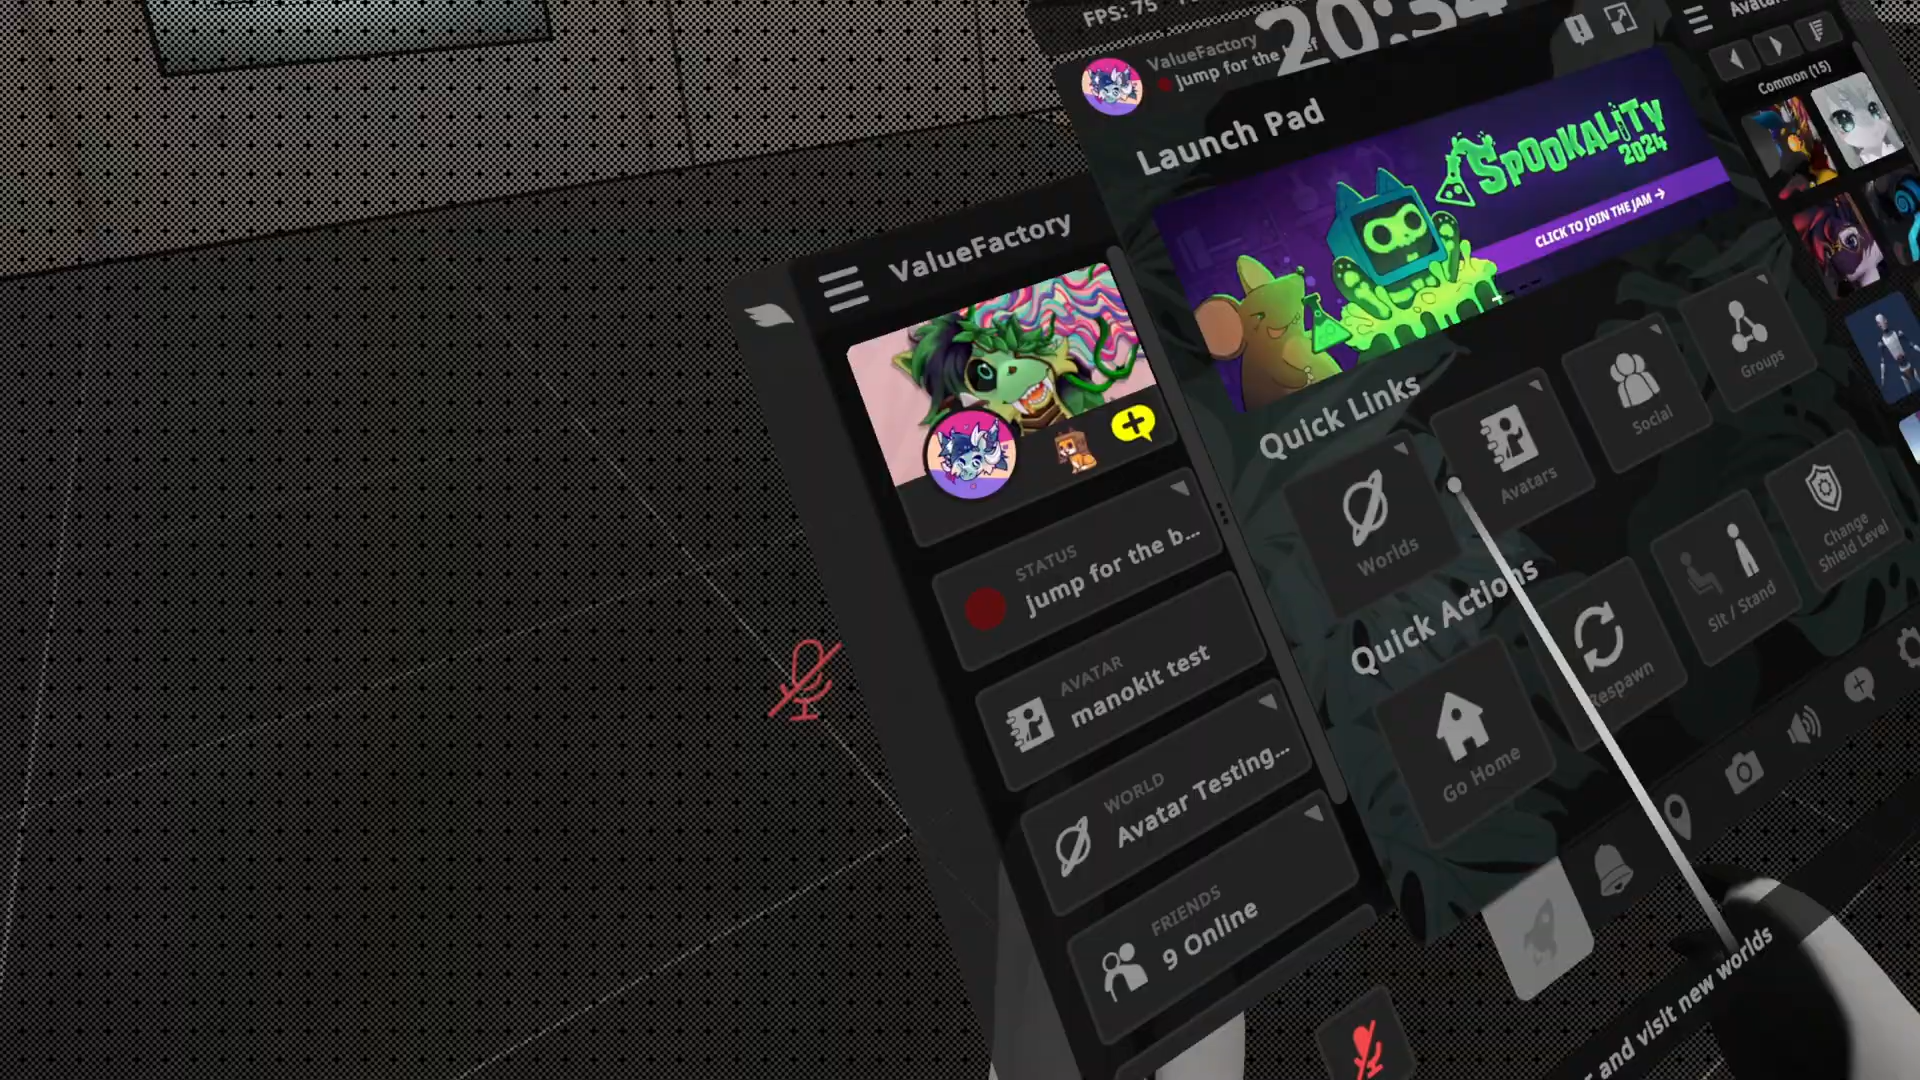 FPS: 75
20:34
ValueFactory
jump for the
Launch Pad
SPOOKALITY
2024
CLICK TO JOIN THE JAM →
Common (15)
ValueFactory
STATUS
jump for the b...
AVATAR
manokit test
WORLD
Avatar Testing...
FRIENDS
9 Online
Quick Links
Worlds
Avatars
Social
Groups
Quick Actions
Go Home
Respawn
Sit / Stand
Change
Shield Level
and visit new worlds